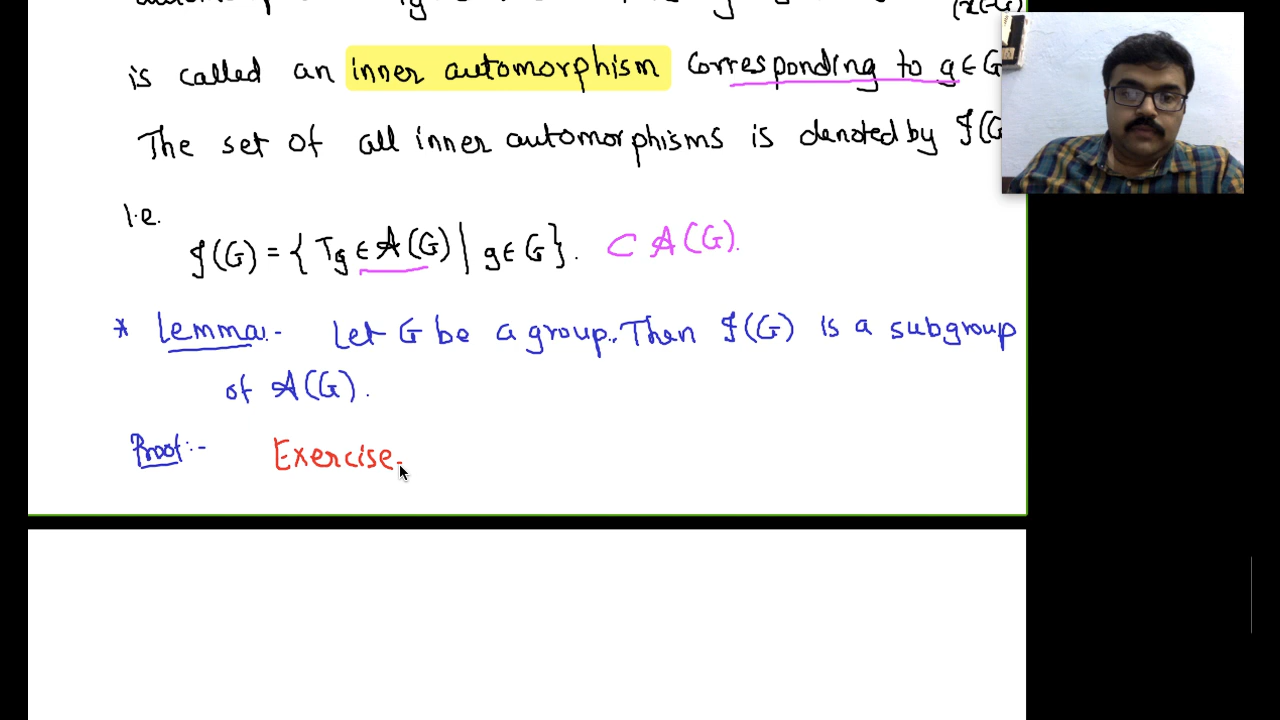 is called an inner automorphism corresponding to g ∈ G
The set of all inner automorphisms is denoted by 𝓘(G
i.e.
𝓘(G) = { Tg ∈ 𝒜(G) | g ∈ G }. ⊂ 𝒜(G).
* Lemma:- Let G be a group. Then 𝓘(G) is a subgroup
of 𝒜(G).
Proof:- Exercise.